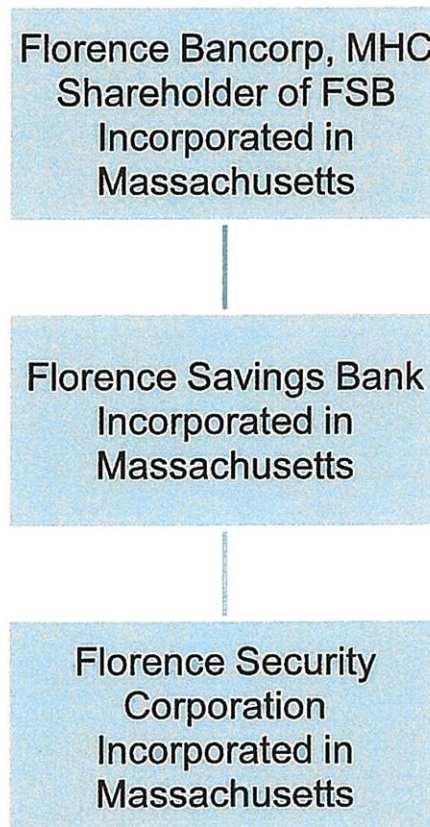 Florence Bancorp, MHC
Shareholder of FSB
Incorporated in
Massachusetts
Florence Savings Bank
Incorporated in
Massachusetts
Florence Security
Corporation
Incorporated in
Massachusetts